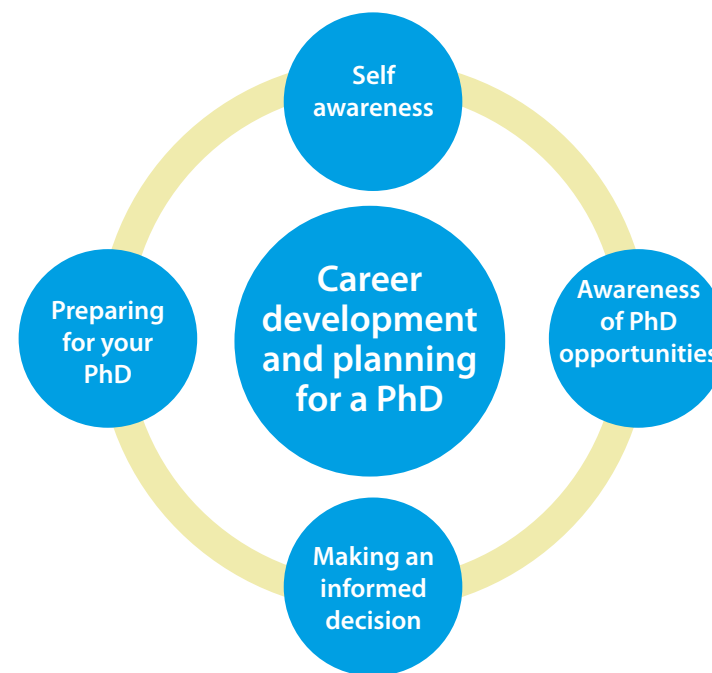 Self
awareness
Career
development
and planning
for a PhD
Awareness
of PhD
opportunities
Preparing
for your
PhD
Making an
informed
decision